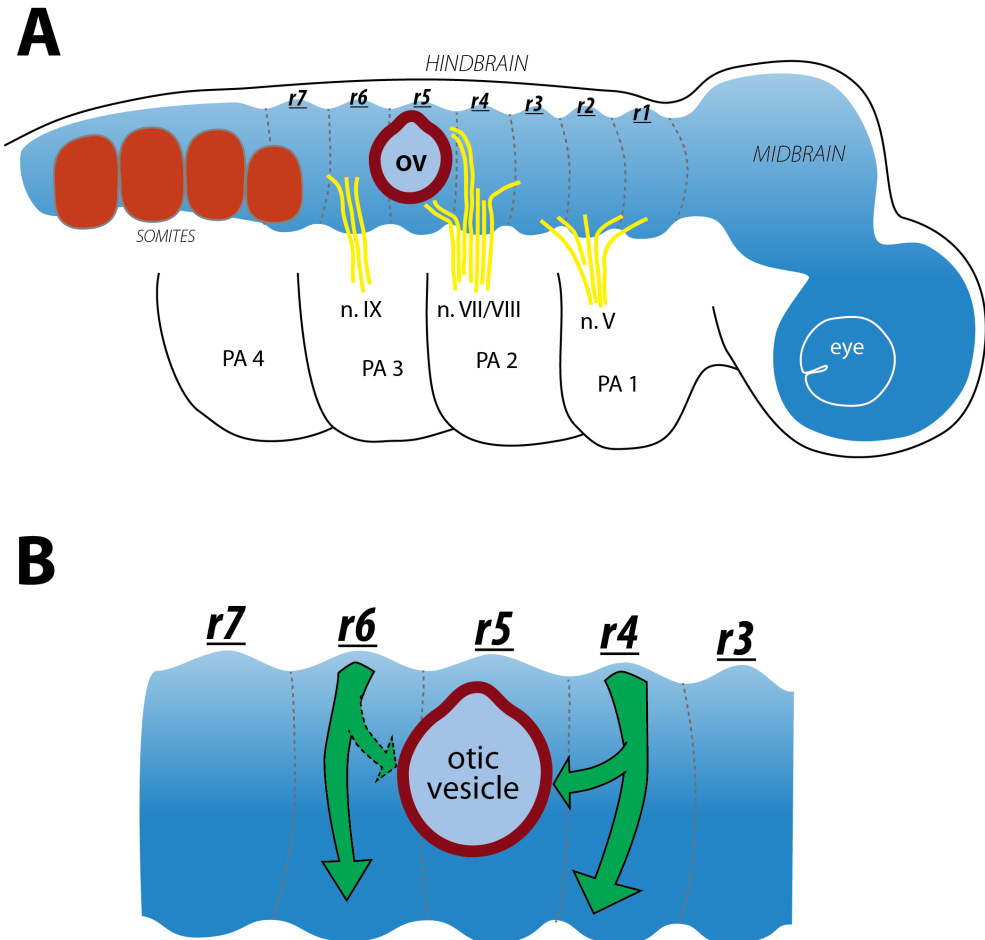 A
HINDBRAIN
r7 r6 r5 r4 r3 r2 r1
ov
MIDBRAIN
SOMITES
n. IX
n. VII/VIII
n. V
eye
PA 4
PA 3
PA 2
PA 1
B
r7 r6 r5 r4 r3
otic
vesicle